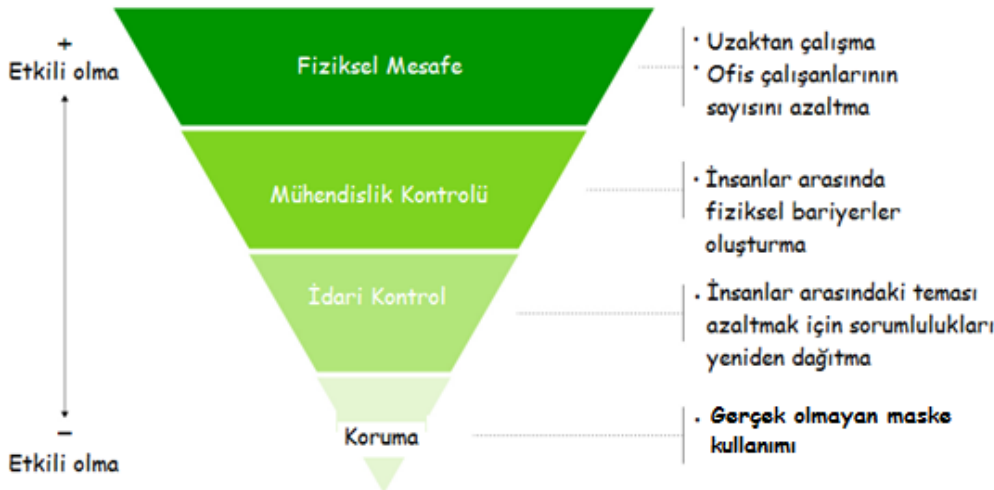 +
Etkili olma
Fiziksel Mesafe
• Uzaktan çalışma
• Ofis çalışanlarının
sayısını azaltma
Mühendislik Kontrolü
• İnsanlar arasında
fiziksel bariyerler
oluşturma
İdari Kontrol
• İnsanlar arasındaki teması
azaltmak için sorumlulukları
yeniden dağıtma
Koruma
• Gerçek olmayan maske
kullanımı
−
Etkili olma